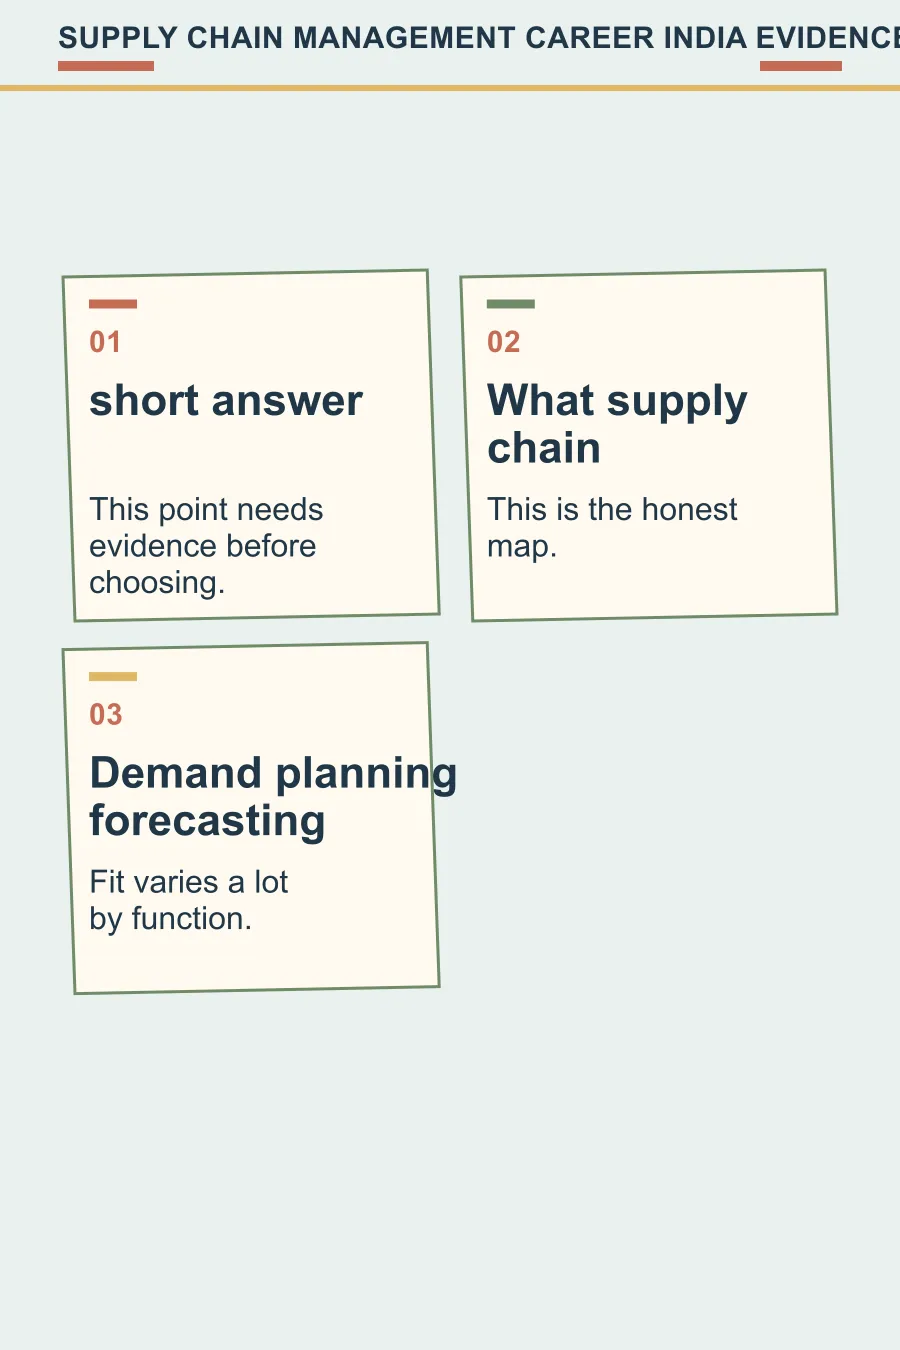 SUPPLY CHAIN MANAGEMENT CAREER INDIA EVIDENCE
01
short answer
This point needs
evidence before
choosing.
02
What supply
chain
This is the honest
map.
03
Demand planning
forecasting
Fit varies a lot
by function.